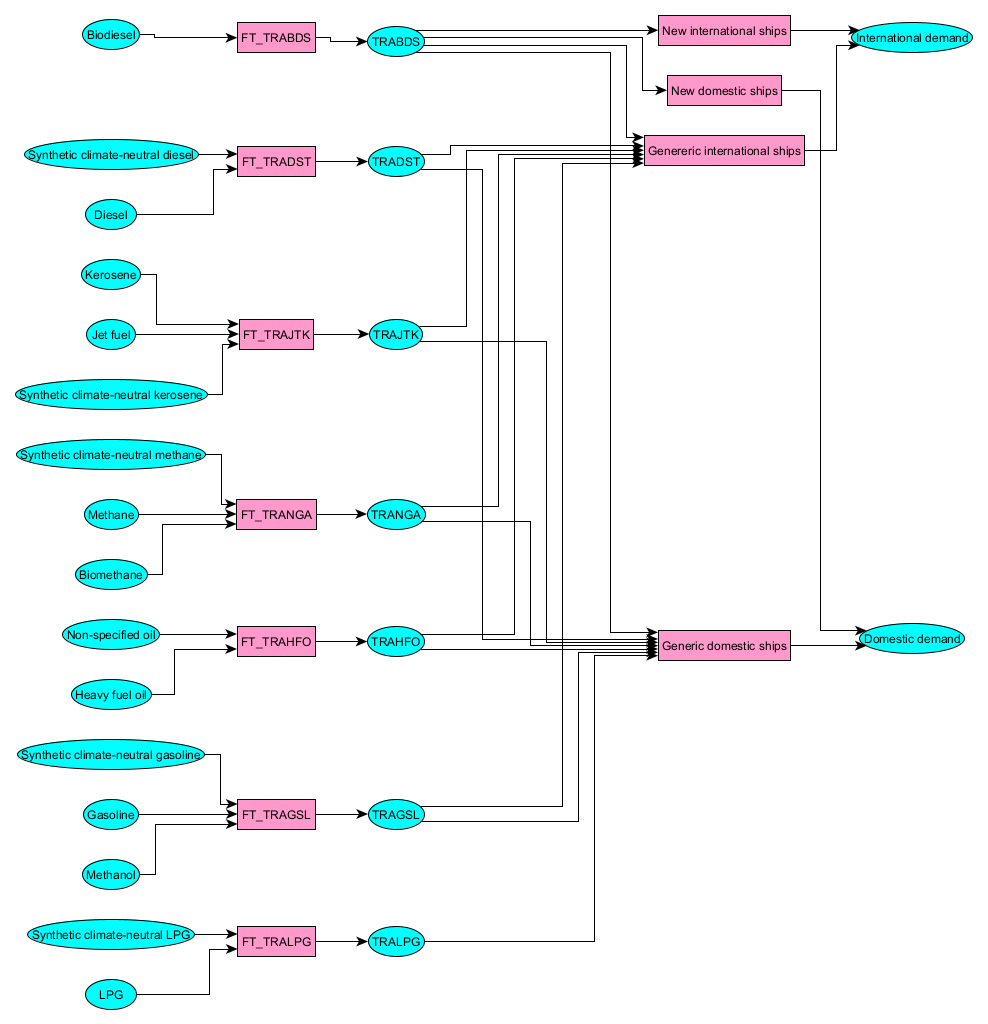 Biodiesel
FT_TRABDS
TRABDS
New international ships
International demand
New domestic ships
Genereric international ships
Synthetic climate-neutral diesel
FT_TRADST
TRADST
Diesel
Kerosene
Jet fuel
FT_TRAJTK
TRAJTK
Synthetic climate-neutral kerosene
Synthetic climate-neutral methane
Methane
FT_TRANGA
TRANGA
Biomethane
Non-specified oil
FT_TRAHFO
TRAHFO
Generic domestic ships
Domestic demand
Heavy fuel oil
Synthetic climate-neutral gasoline
Gasoline
FT_TRAGSL
TRAGSL
Methanol
Synthetic climate-neutral LPG
FT_TRALPG
TRALPG
LPG